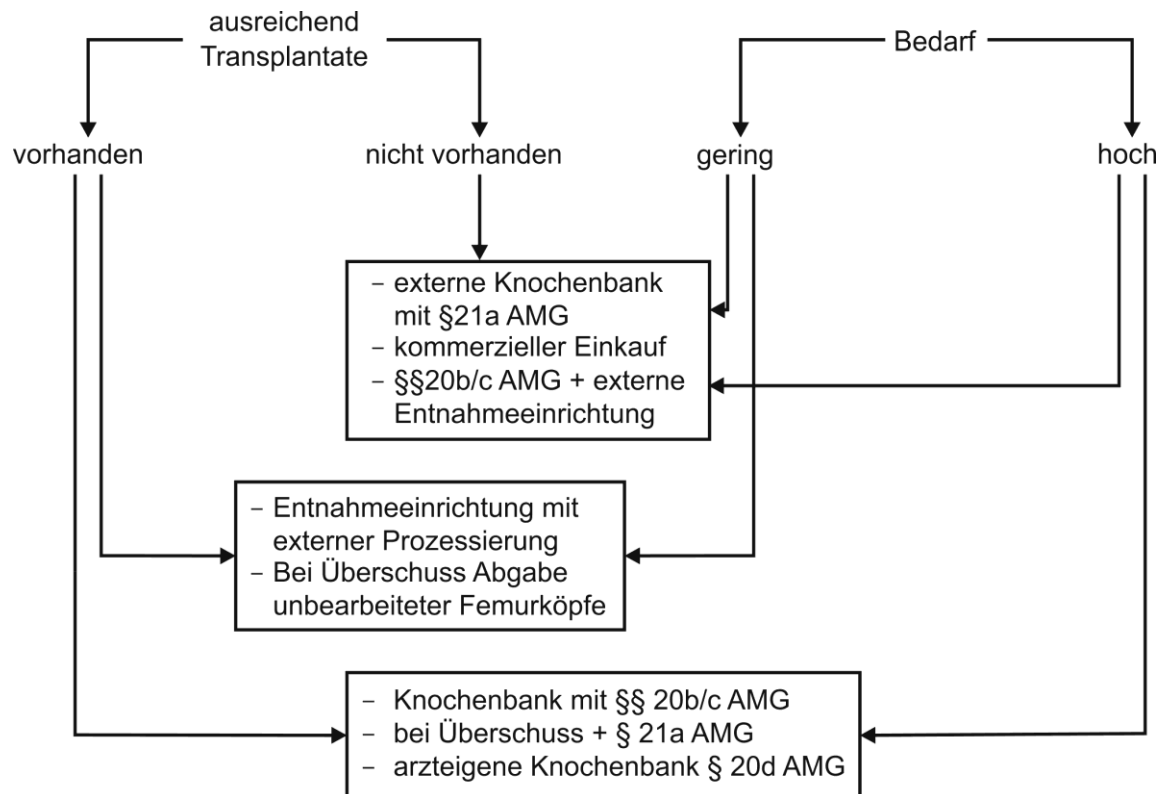 ausreichend
Transplantate
Bedarf
vorhanden
nicht vorhanden
gering
hoch
– externe Knochenbank
mit §21a AMG
– kommerzieller Einkauf
– §§20b/c AMG + externe
Entnahmeeinrichtung
– Entnahmeeinrichtung mit
externer Prozessierung
– Bei Überschuss Abgabe
unbearbeiteter Femurköpfe
– Knochenbank mit §§ 20b/c AMG
– bei Überschuss + § 21a AMG
– arzteigene Knochenbank § 20d AMG